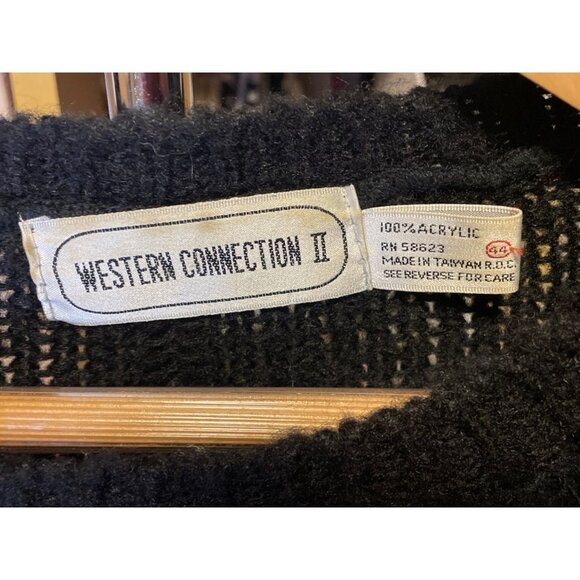 WESTERN CONNECTION II
100% ACRYLIC
RN 58623
44
MADE IN TAIWAN R.O.C.
SEE REVERSE FOR CARE